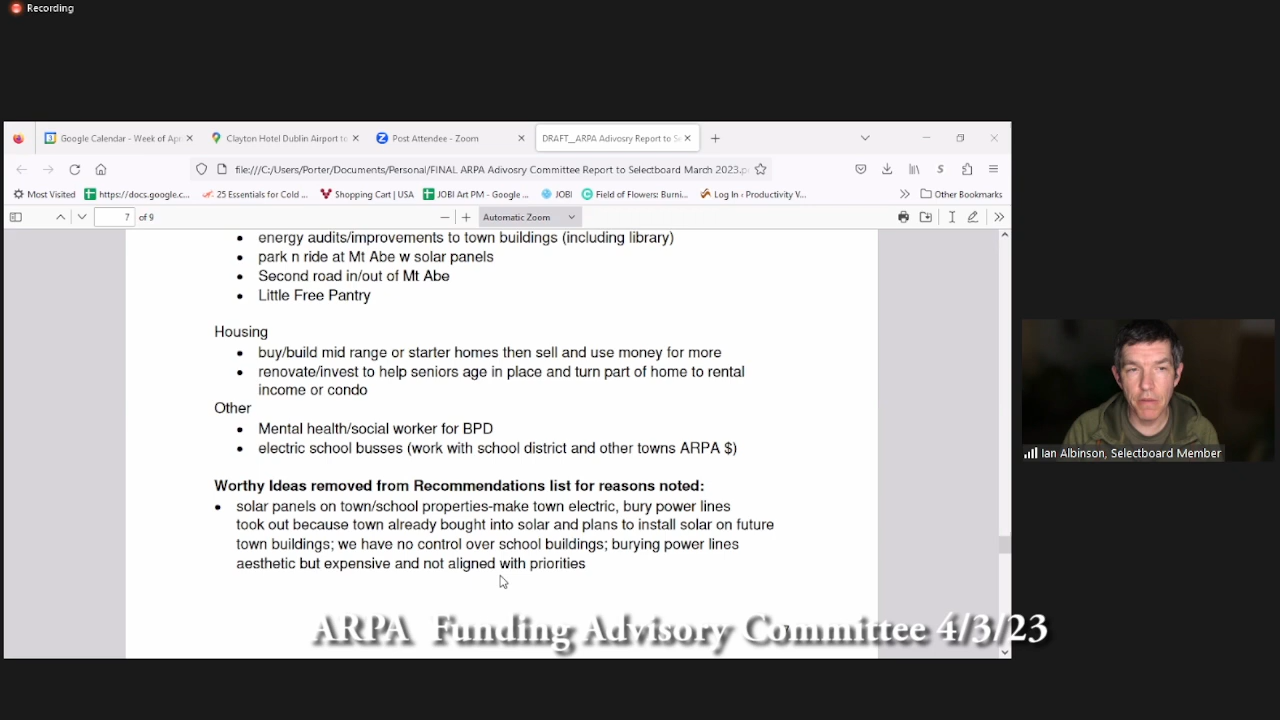 Recording
Google Calendar - Week of Apr
Clayton Hotel Dublin Airport to
Post Attendee - Zoom
DRAFT__ARPA Adivosry Report to Se
file:///C:/Users/Porter/Documents/Personal/FINAL ARPA Adivosry Committee Report to Selectboard March 2023.p
Most Visited
https://docs.google.c...
25 Essentials for Cold ...
Shopping Cart | USA
JOBI Art PM - Google ...
JOBI
Field of Flowers: Burni...
Log In ‹ Productivity V...
Other Bookmarks
7 of 9
Automatic Zoom
• energy audits/improvements to town buildings (including library)
• park n ride at Mt Abe w solar panels
• Second road in/out of Mt Abe
• Little Free Pantry
Housing
• buy/build mid range or starter homes then sell and use money for more
• renovate/invest to help seniors age in place and turn part of home to rental
income or condo
Other
• Mental health/social worker for BPD
• electric school busses (work with school district and other towns ARPA $)
Worthy Ideas removed from Recommendations list for reasons noted:
• solar panels on town/school properties-make town electric, bury power lines
took out because town already bought into solar and plans to install solar on future
town buildings; we have no control over school buildings; burying power lines
aesthetic but expensive and not aligned with priorities
Ian Albinson, Selectboard Member
ARPA Funding Advisory Committee 4/3/23